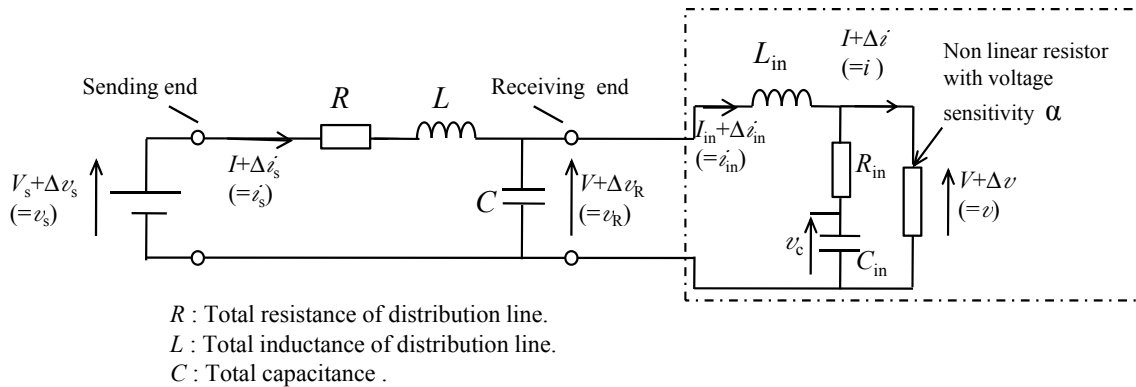 Sending end
R
L
Receiving end
I+Δi_s
(=i_s)
V_s+Δv_s
(=v_s)
C
V+Δv_R
(=v_R)
L_in
I+Δi
(=i )
Non linear resistor
with voltage
sensitivity α
I_in+Δi_in
(=i_in)
R_in
V+Δv
(=v)
v_c
C_in
R : Total resistance of distribution line.
L : Total inductance of distribution line.
C : Total capacitance .